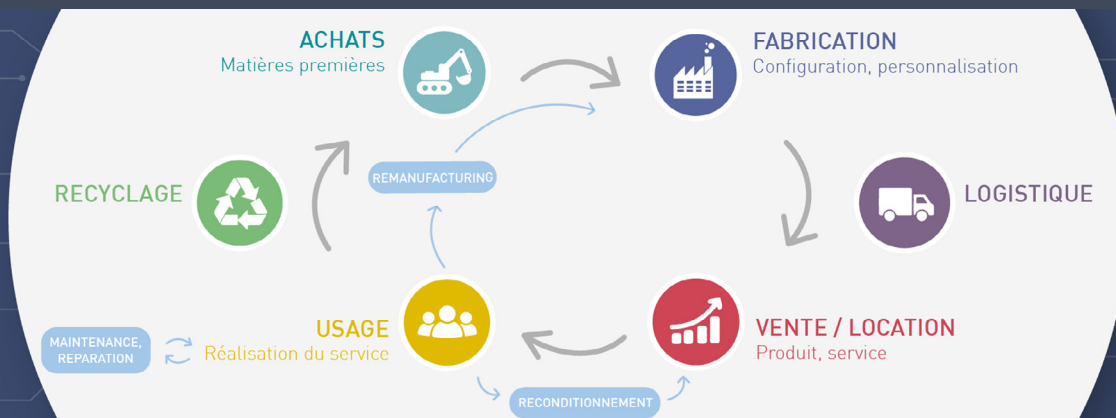 ACHATS
Matières premières
FABRICATION
Configuration, personnalisation
REMANUFACTURING
RECYCLAGE
LOGISTIQUE
MAINTENANCE,
REPARATION
USAGE
Réalisation du service
VENTE / LOCATION
Produit, service
RECONDITIONNEMENT